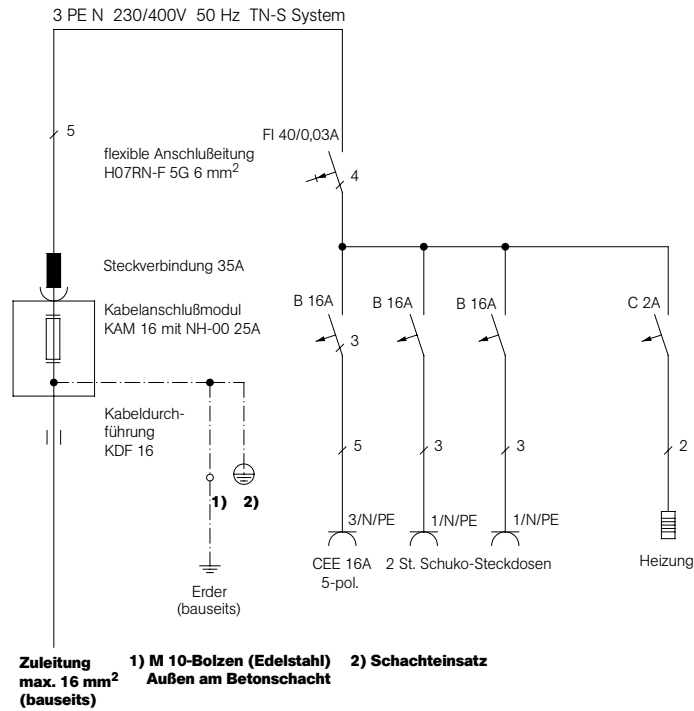 3 PE N 230/400V 50 Hz TN-S System
5
flexible Anschlußeitung
H07RN-F 5G 6 mm²
FI 40/0,03A
4
Steckverbindung 35A
Kabelanschlußmodul
KAM 16 mit NH-00 25A
B 16A
B 16A
B 16A
C 2A
3
Kabeldurch-
führung
KDF 16
5
3
3
2
1)
2)
3/N/PE
1/N/PE
1/N/PE
CEE 16A
5-pol.
2 St. Schuko-Steckdosen
Heizung
Erder
(bauseits)
Zuleitung
max. 16 mm²
(bauseits)
1) M 10-Bolzen (Edelstahl)
Außen am Betonschacht
2) Schachteinsatz